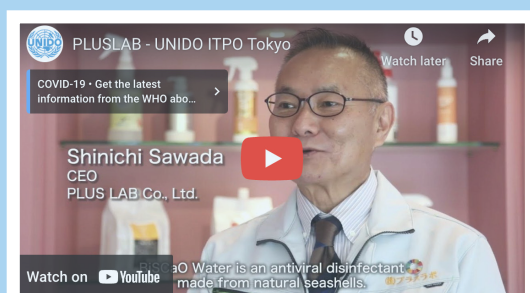 UNIDO
PLUSLAB - UNIDO ITPO Tokyo
Watch later
Share
COVID-19 • Get the latest
information from the WHO abo...
Shinichi Sawada
CEO
PLUS LAB Co., Ltd.
BiSCaO Water is an antiviral disinfectant
made from natural seashells.
Watch on YouTube